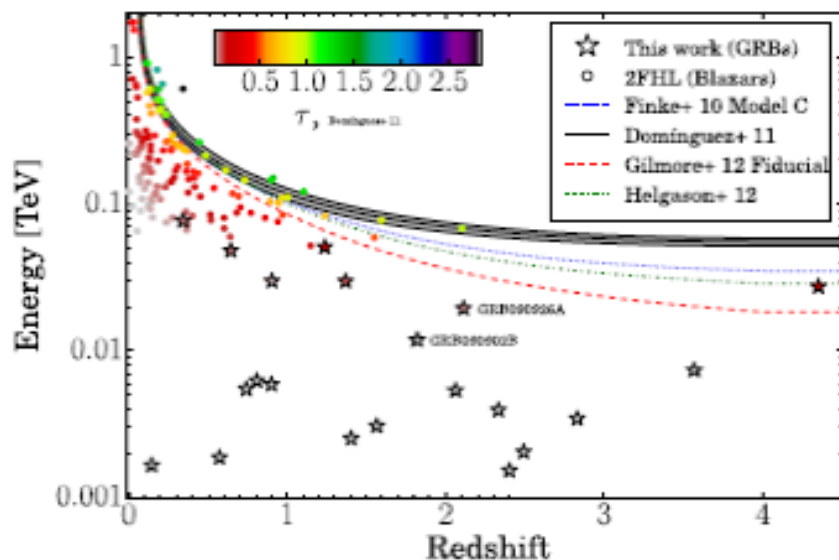 1
0.1
0.01
0.001
Energy [TeV]
0.5 1.0 1.5 2.0 2.5
τ, Domínguez+ 11
This work (GRBs)
2FHL (Blazars)
Finke+ 10 Model C
Domínguez+ 11
Gilmore+ 12 Fiducial
Helgason+ 12
GRB090926A
GRB090902B
0 1 2 3 4
Redshift